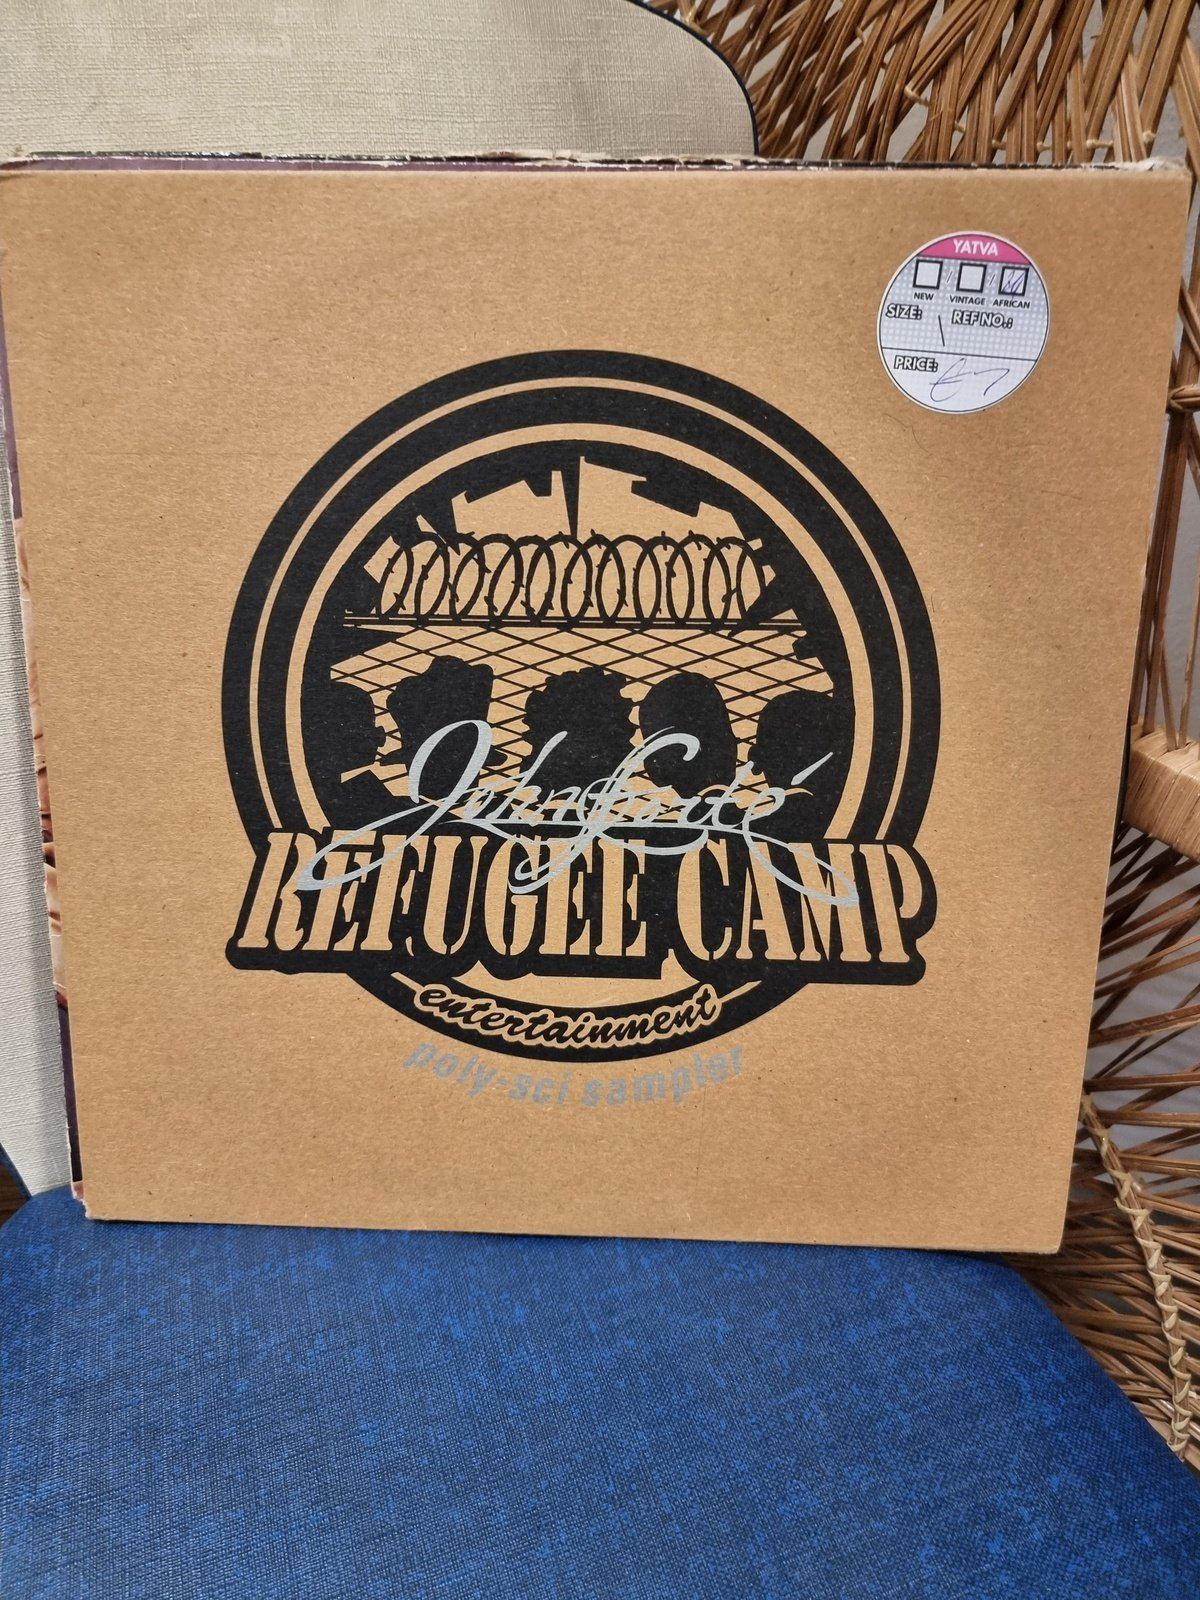 YATVA
NEW VINTAGE AFRICAN
SIZE: REF NO.:
PRICE:
John Forté
REFUGEE CAMP
entertainment
poly-sci sampler